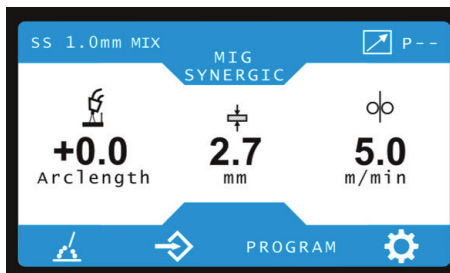 SS 1.0mm MIX
MIG
SYNERGIC
P--
+0.0
Arclength
2.7
mm
5.0
m/min
PROGRAM